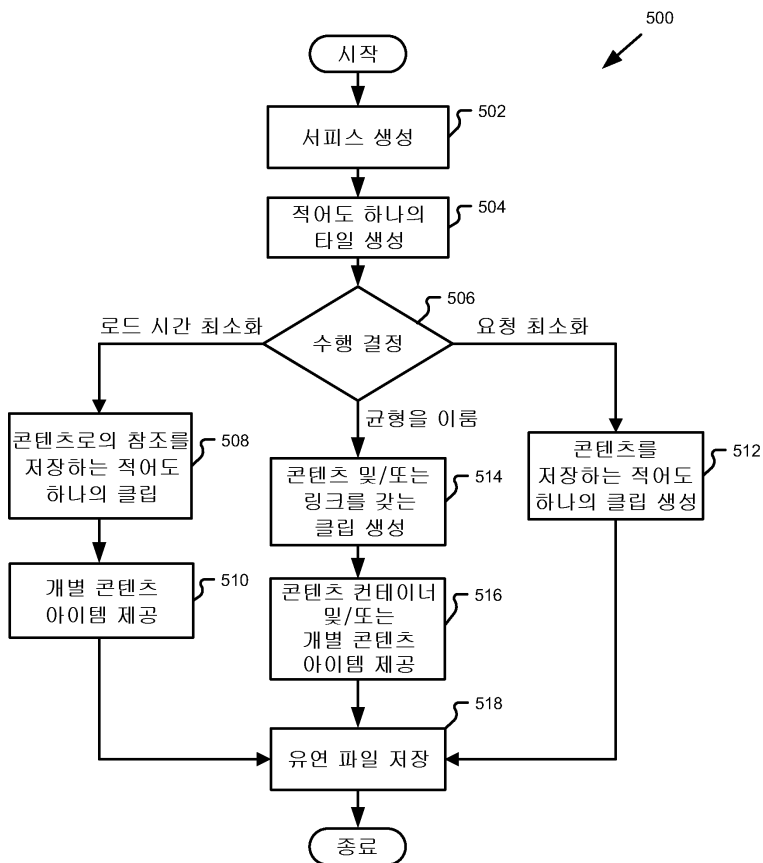 500
시작
서피스 생성
502
적어도 하나의
타일 생성
504
506
수행 결정
로드 시간 최소화
요청 최소화
균형을 이룸
콘텐츠로의 참조를
저장하는 적어도
하나의 클립
508
콘텐츠 및/또는
링크를 갖는
클립 생성
514
콘텐츠를
저장하는 적어도
하나의 클립 생성
512
개별 콘텐츠
아이템 제공
510
콘텐츠 컨테이너
및/또는
개별 콘텐츠
아이템 제공
516
518
유연 파일 저장
종료